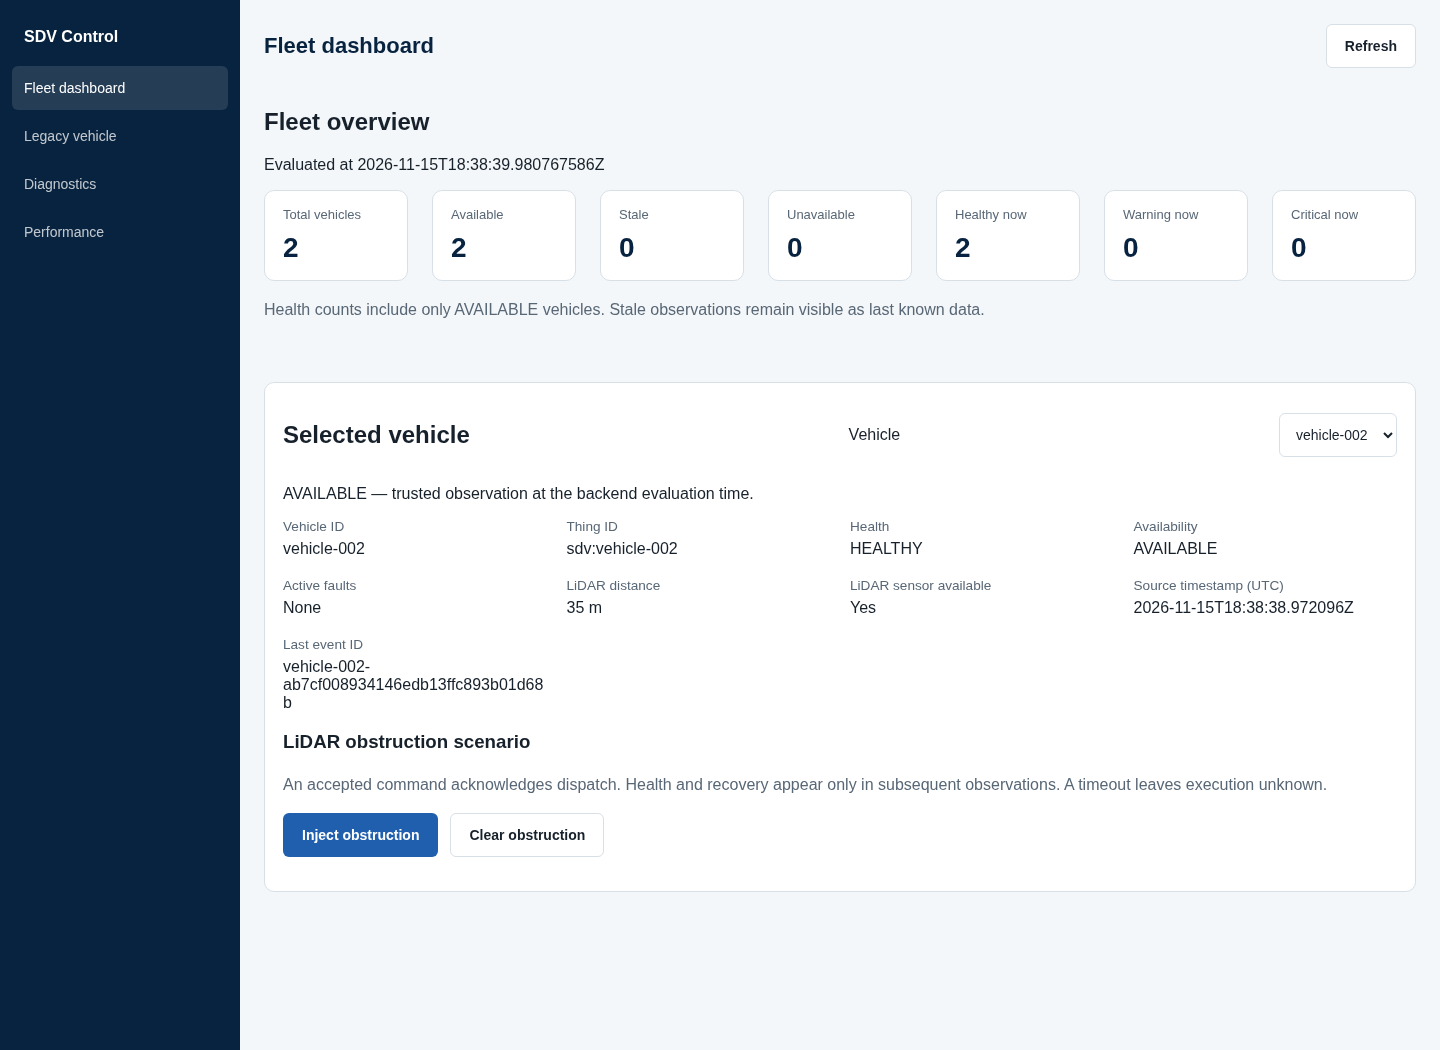 SDV Control
Fleet dashboard
Legacy vehicle
Diagnostics
Performance
Fleet dashboard
Refresh
Fleet overview
Evaluated at 2026-11-15T18:38:39.980767586Z
Total vehicles
2
Available
2
Stale
0
Unavailable
0
Healthy now
2
Warning now
0
Critical now
0
Health counts include only AVAILABLE vehicles. Stale observations remain visible as last known data.
Selected vehicle
Vehicle
vehicle-002
AVAILABLE — trusted observation at the backend evaluation time.
Vehicle ID
vehicle-002
Thing ID
sdv:vehicle-002
Health
HEALTHY
Availability
AVAILABLE
Active faults
None
LiDAR distance
35 m
LiDAR sensor available
Yes
Source timestamp (UTC)
2026-11-15T18:38:38.972096Z
Last event ID
vehicle-002-
ab7cf008934146edb13ffc893b01d68
b
LiDAR obstruction scenario
An accepted command acknowledges dispatch. Health and recovery appear only in subsequent observations. A timeout leaves execution unknown.
Inject obstruction
Clear obstruction